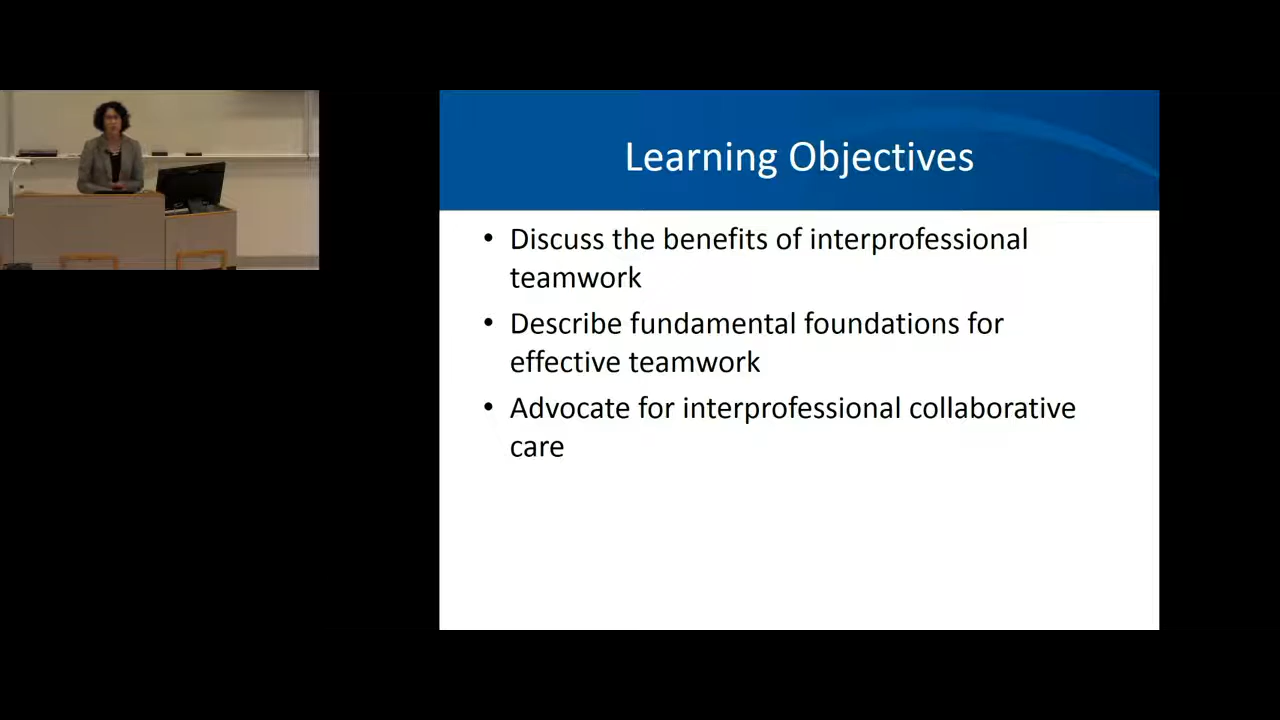 Learning Objectives
• Discuss the benefits of interprofessional
teamwork
• Describe fundamental foundations for
effective teamwork
• Advocate for interprofessional collaborative
care